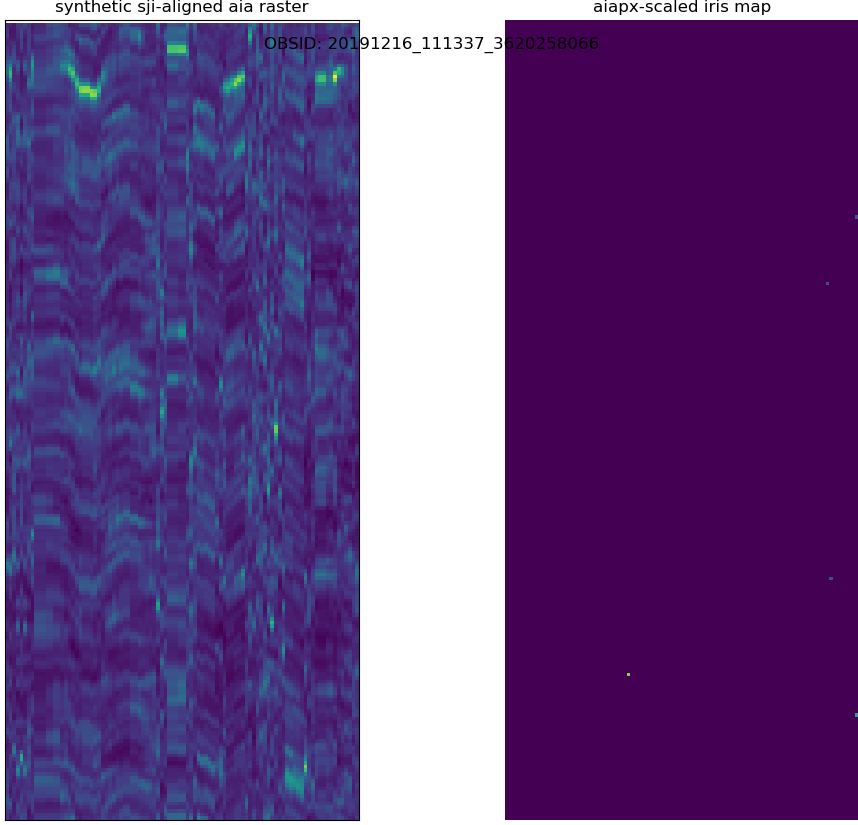 synthetic sji-aligned aia raster
aiapx-scaled iris map
OBSID: 20191216_111337_3620258066